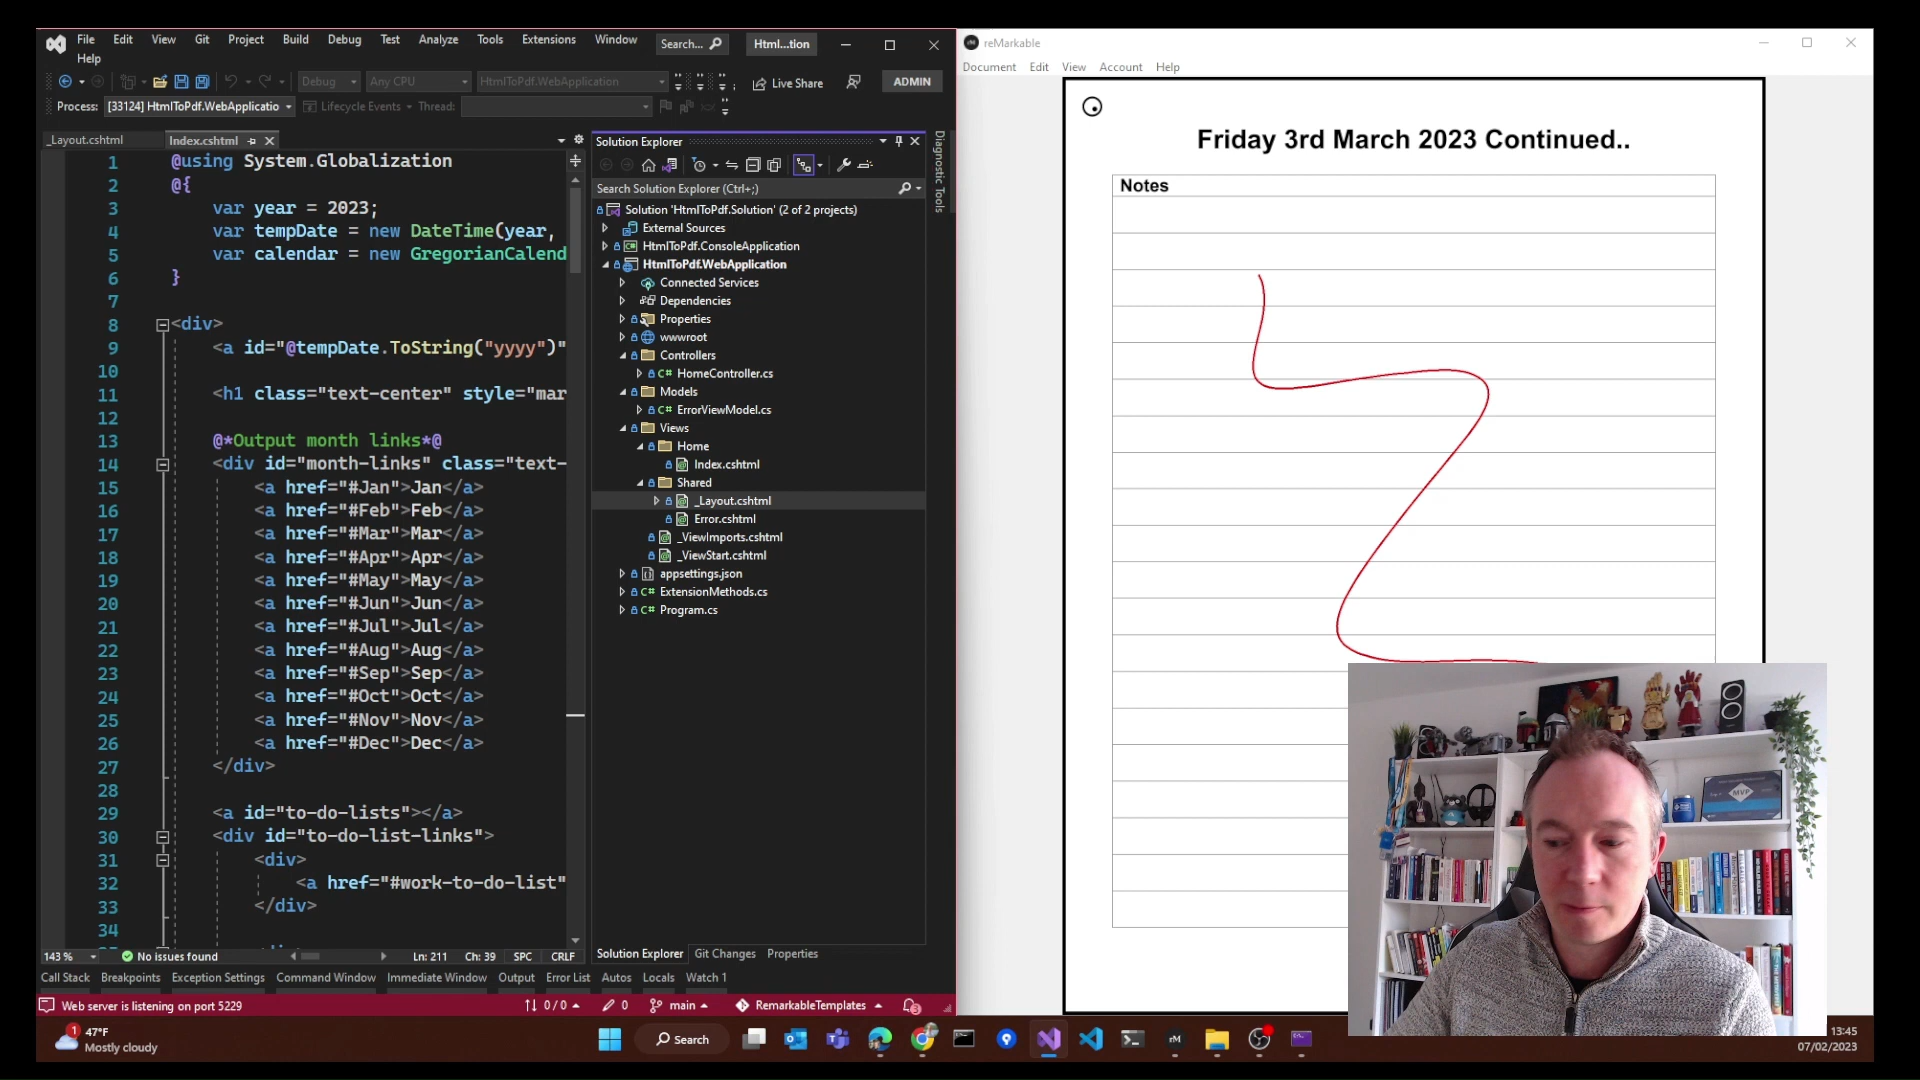 File Edit View Git Project Build Debug Test Analyze Tools Extensions Window Search... Html...tion
Help
Debug Any CPU HtmlToPdf.WebApplication Live Share ADMIN
Process: [33124] HtmlToPdf.WebApplicatio Lifecycle Events Thread:
_Layout.cshtml Index.cshtml
1 @using System.Globalization
2 @{
3 var year = 2023;
4 var tempDate = new DateTime(year,
5 var calendar = new GregorianCalend
6 }
7
8 <div>
9 <a id="@tempDate.ToString("yyyy")"
10
11 <h1 class="text-center" style="mar
12
13 @*Output month links*@
14 <div id="month-links" class="text-
15 <a href="#Jan">Jan</a>
16 <a href="#Feb">Feb</a>
17 <a href="#Mar">Mar</a>
18 <a href="#Apr">Apr</a>
19 <a href="#May">May</a>
20 <a href="#Jun">Jun</a>
21 <a href="#Jul">Jul</a>
22 <a href="#Aug">Aug</a>
23 <a href="#Sep">Sep</a>
24 <a href="#Oct">Oct</a>
25 <a href="#Nov">Nov</a>
26 <a href="#Dec">Dec</a>
27 </div>
28
29 <a id="to-do-lists"></a>
30 <div id="to-do-list-links">
31 <div>
32 <a href="#work-to-do-list"
33 </div>
34
143 % No issues found Ln: 211 Ch: 39 SPC CRLF
Solution Explorer
Search Solution Explorer (Ctrl+;)
Solution 'HtmlToPdf.Solution' (2 of 2 projects)
External Sources
HtmlToPdf.ConsoleApplication
HtmlToPdf.WebApplication
Connected Services
Dependencies
Properties
wwwroot
Controllers
C# HomeController.cs
Models
C# ErrorViewModel.cs
Views
Home
Index.cshtml
Shared
_Layout.cshtml
Error.cshtml
_ViewImports.cshtml
_ViewStart.cshtml
appsettings.json
C# ExtensionMethods.cs
C# Program.cs
Solution Explorer Git Changes Properties
Diagnostic Tools
Call Stack Breakpoints Exception Settings Command Window Immediate Window Output Error List Autos Locals Watch 1
Web server is listening on port 5229 0 / 0 0 main RemarkableTemplates 3
reMarkable
Document Edit View Account Help
Friday 3rd March 2023 Continued..
Notes
MVP
1 47°F
Mostly cloudy
Search
rM
13:45
07/02/2023